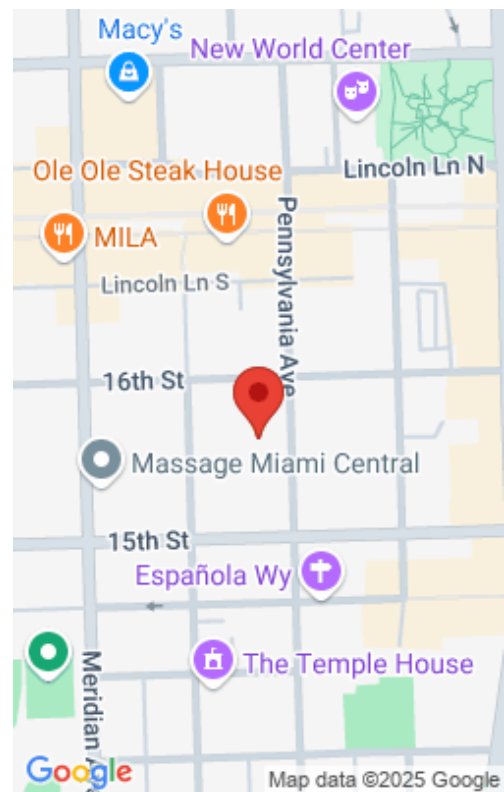 Macy's
New World Center
Lincoln Ln N
Ole Ole Steak House
Pennsylvania Ave
MILA
Lincoln Ln S
16th St
Massage Miami Central
15th St
Española Wy
The Temple House
Meridian
Google
Map data ©2025 Google